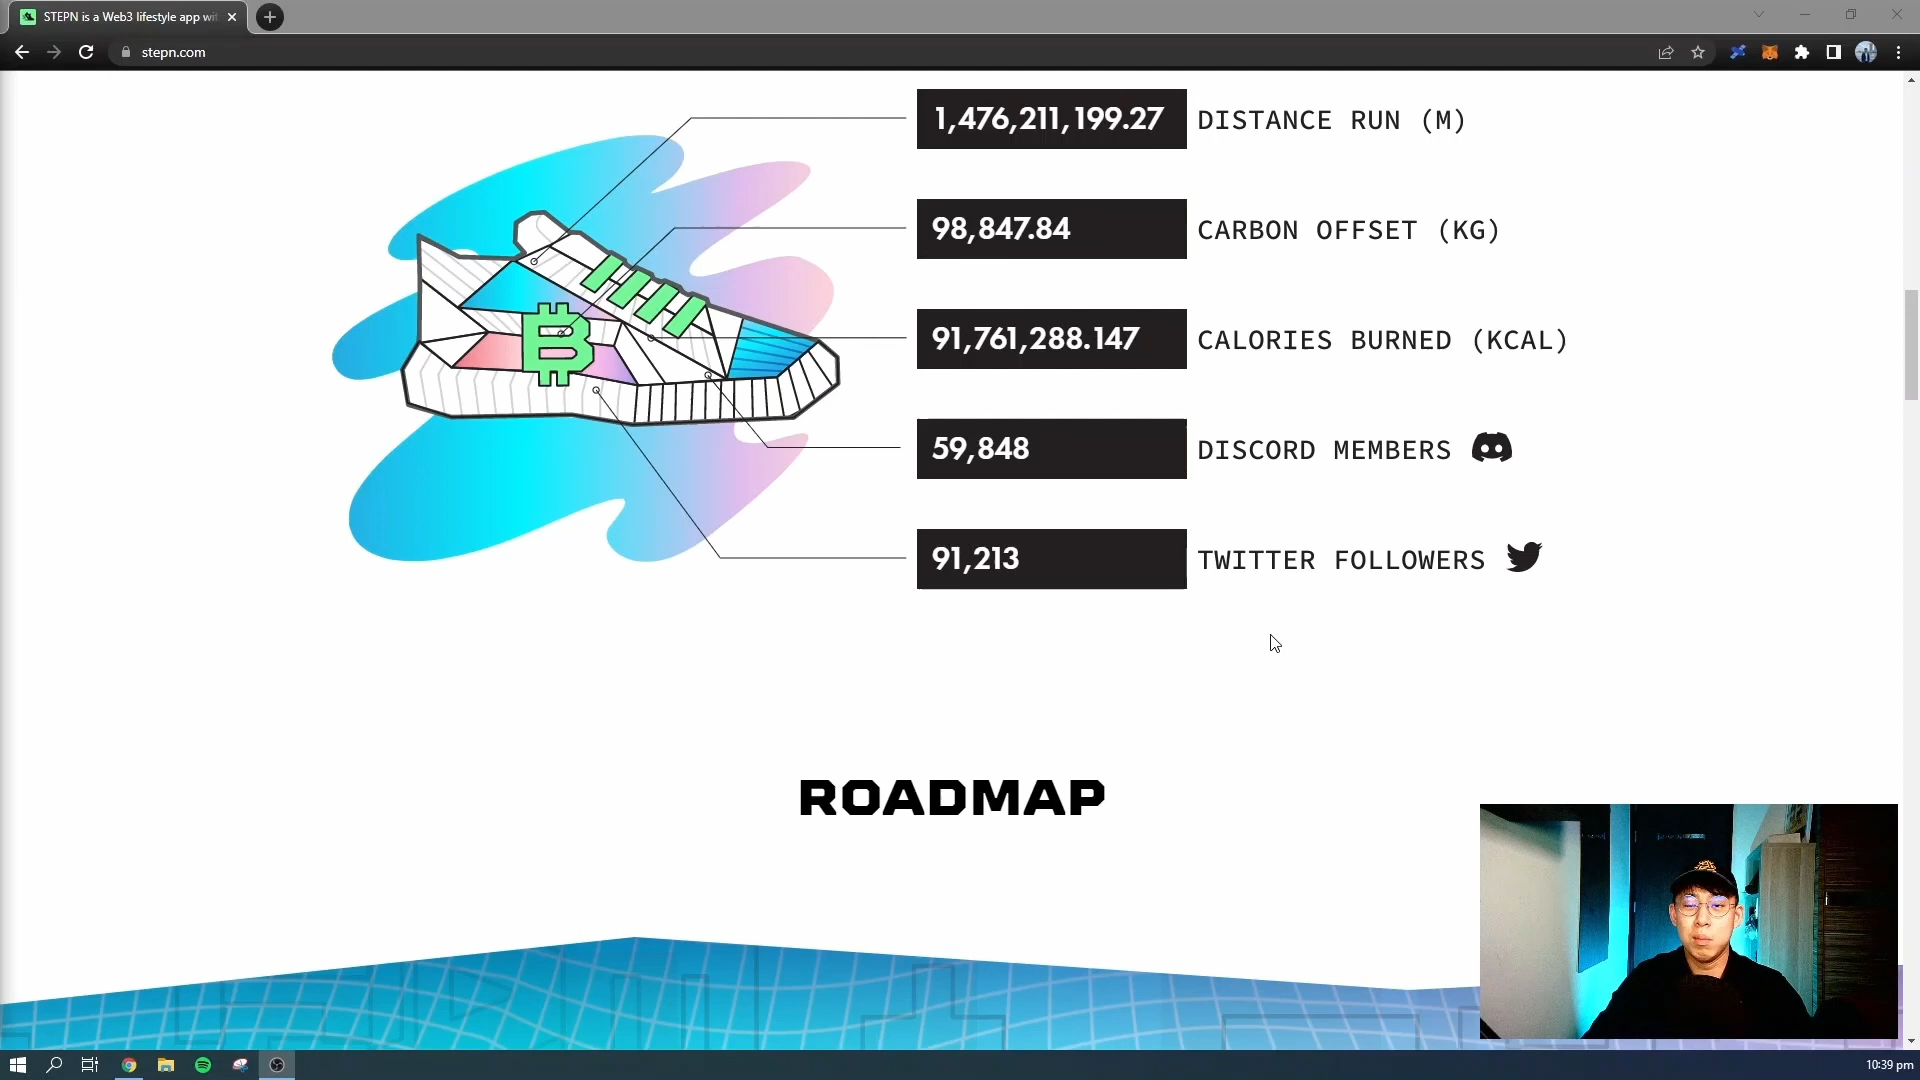 STEPN is a Web3 lifestyle app wit
stepn.com
1,476,211,199.27 DISTANCE RUN (M)
98,847.84 CARBON OFFSET (KG)
91,761,288.147 CALORIES BURNED (KCAL)
59,848 DISCORD MEMBERS
91,213 TWITTER FOLLOWERS
ROADMAP
10:39 pm